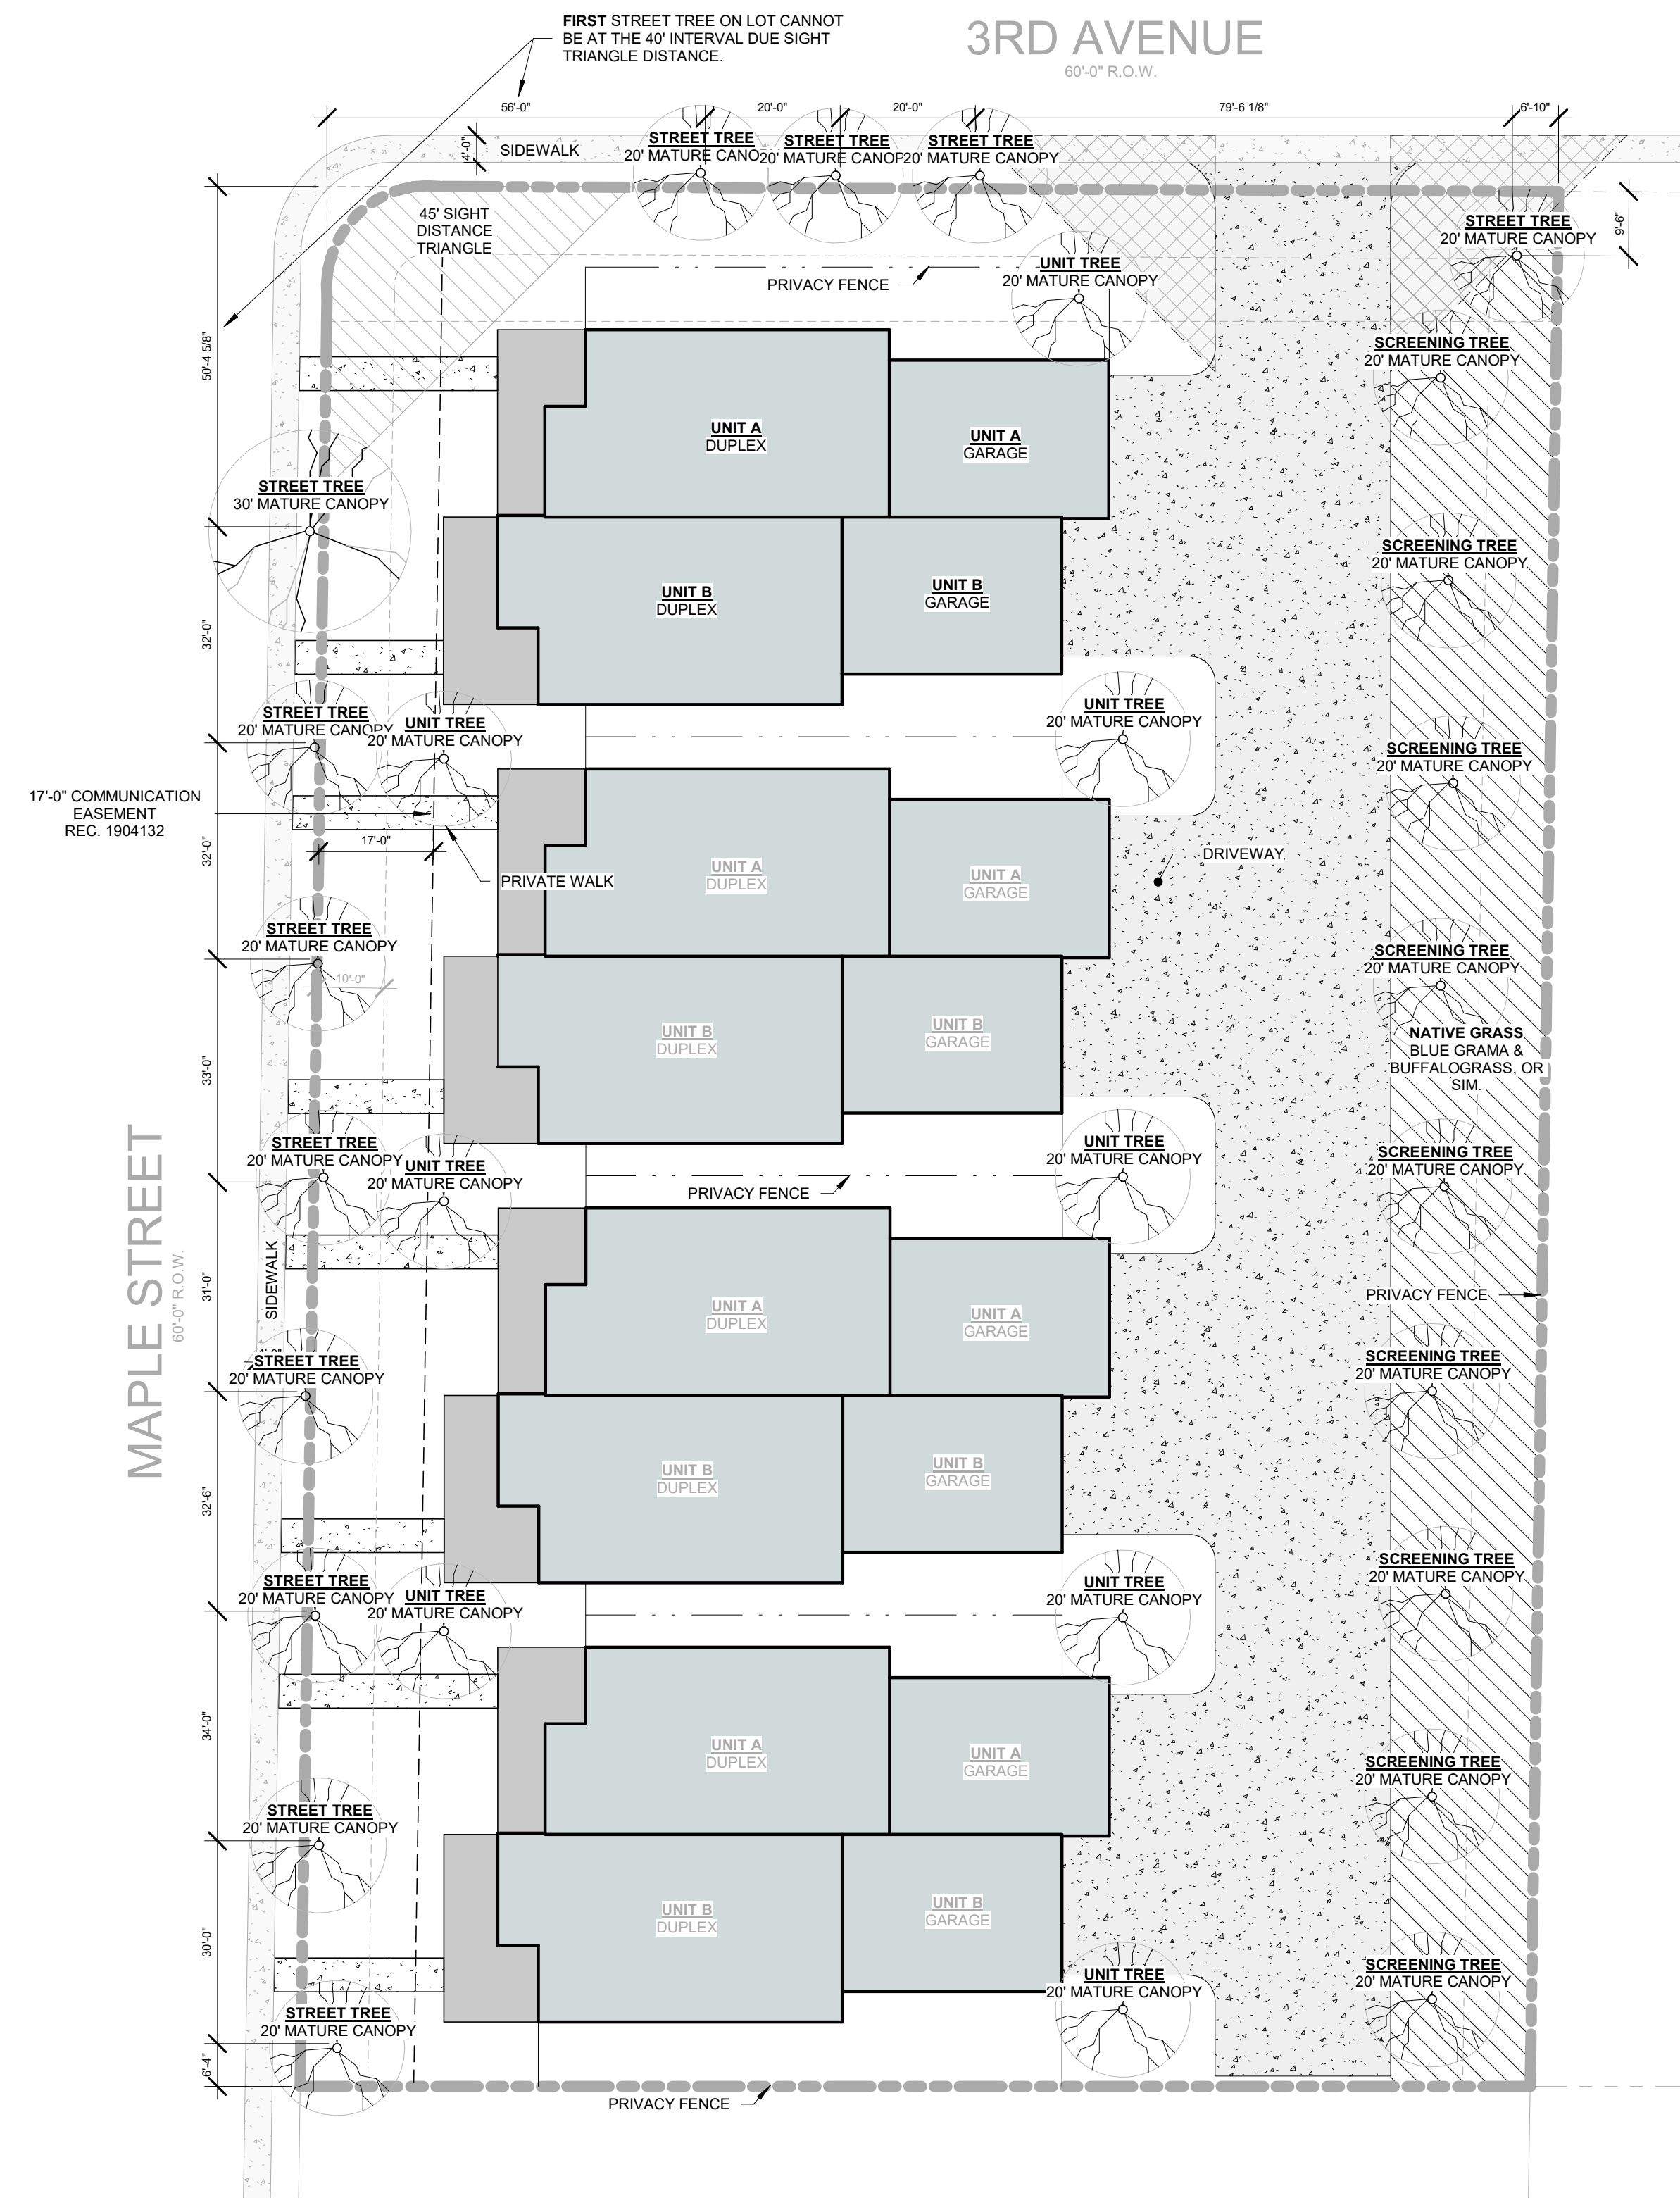 FIRST STREET TREE ON LOT CANNOT
BE AT THE 40' INTERVAL DUE SIGHT
TRIANGLE DISTANCE.
3RD AVENUE
60'-0" R.O.W.
56'-0"
20'-0"
20'-0"
79'-6 1/8"
6'-10"
4'-0"
SIDEWALK
STREET TREE
20' MATURE CANO
STREET TREE
20' MATURE CANOP
STREET TREE
20' MATURE CANOPY
45' SIGHT
DISTANCE
TRIANGLE
STREET TREE
20' MATURE CANOPY
9'-6"
UNIT TREE
20' MATURE CANOPY
PRIVACY FENCE
50'-4 5/8"
SCREENING TREE
20' MATURE CANOPY
UNIT A
DUPLEX
UNIT A
GARAGE
STREET TREE
30' MATURE CANOPY
SCREENING TREE
20' MATURE CANOPY
UNIT B
DUPLEX
UNIT B
GARAGE
32'-0"
STREET TREE
20' MATURE CANOPY
UNIT TREE
20' MATURE CANOPY
UNIT TREE
20' MATURE CANOPY
SCREENING TREE
20' MATURE CANOPY
17'-0" COMMUNICATION
EASEMENT
REC. 1904132
32'-0"
17'-0"
PRIVATE WALK
UNIT A
DUPLEX
UNIT A
GARAGE
DRIVEWAY
STREET TREE
20' MATURE CANOPY
10'-0"
SCREENING TREE
20' MATURE CANOPY
NATIVE GRASS
BLUE GRAMA &
BUFFALOGRASS, OR
SIM.
UNIT B
DUPLEX
UNIT B
GARAGE
33'-0"
STREET TREE
20' MATURE CANOPY
UNIT TREE
20' MATURE CANOPY
UNIT TREE
20' MATURE CANOPY
SCREENING TREE
20' MATURE CANOPY
PRIVACY FENCE
MAPLE STREET
60'-0" R.O.W.
31'-0"
SIDEWALK
UNIT A
DUPLEX
UNIT A
GARAGE
PRIVACY FENCE
4'-0"
STREET TREE
20' MATURE CANOPY
SCREENING TREE
20' MATURE CANOPY
UNIT B
DUPLEX
UNIT B
GARAGE
32'-6"
STREET TREE
20' MATURE CANOPY
UNIT TREE
20' MATURE CANOPY
UNIT TREE
20' MATURE CANOPY
SCREENING TREE
20' MATURE CANOPY
34'-0"
UNIT A
DUPLEX
UNIT A
GARAGE
SCREENING TREE
20' MATURE CANOPY
STREET TREE
20' MATURE CANOPY
UNIT B
DUPLEX
UNIT B
GARAGE
30'-0"
UNIT TREE
20' MATURE CANOPY
SCREENING TREE
20' MATURE CANOPY
STREET TREE
20' MATURE CANOPY
6'-4"
PRIVACY FENCE